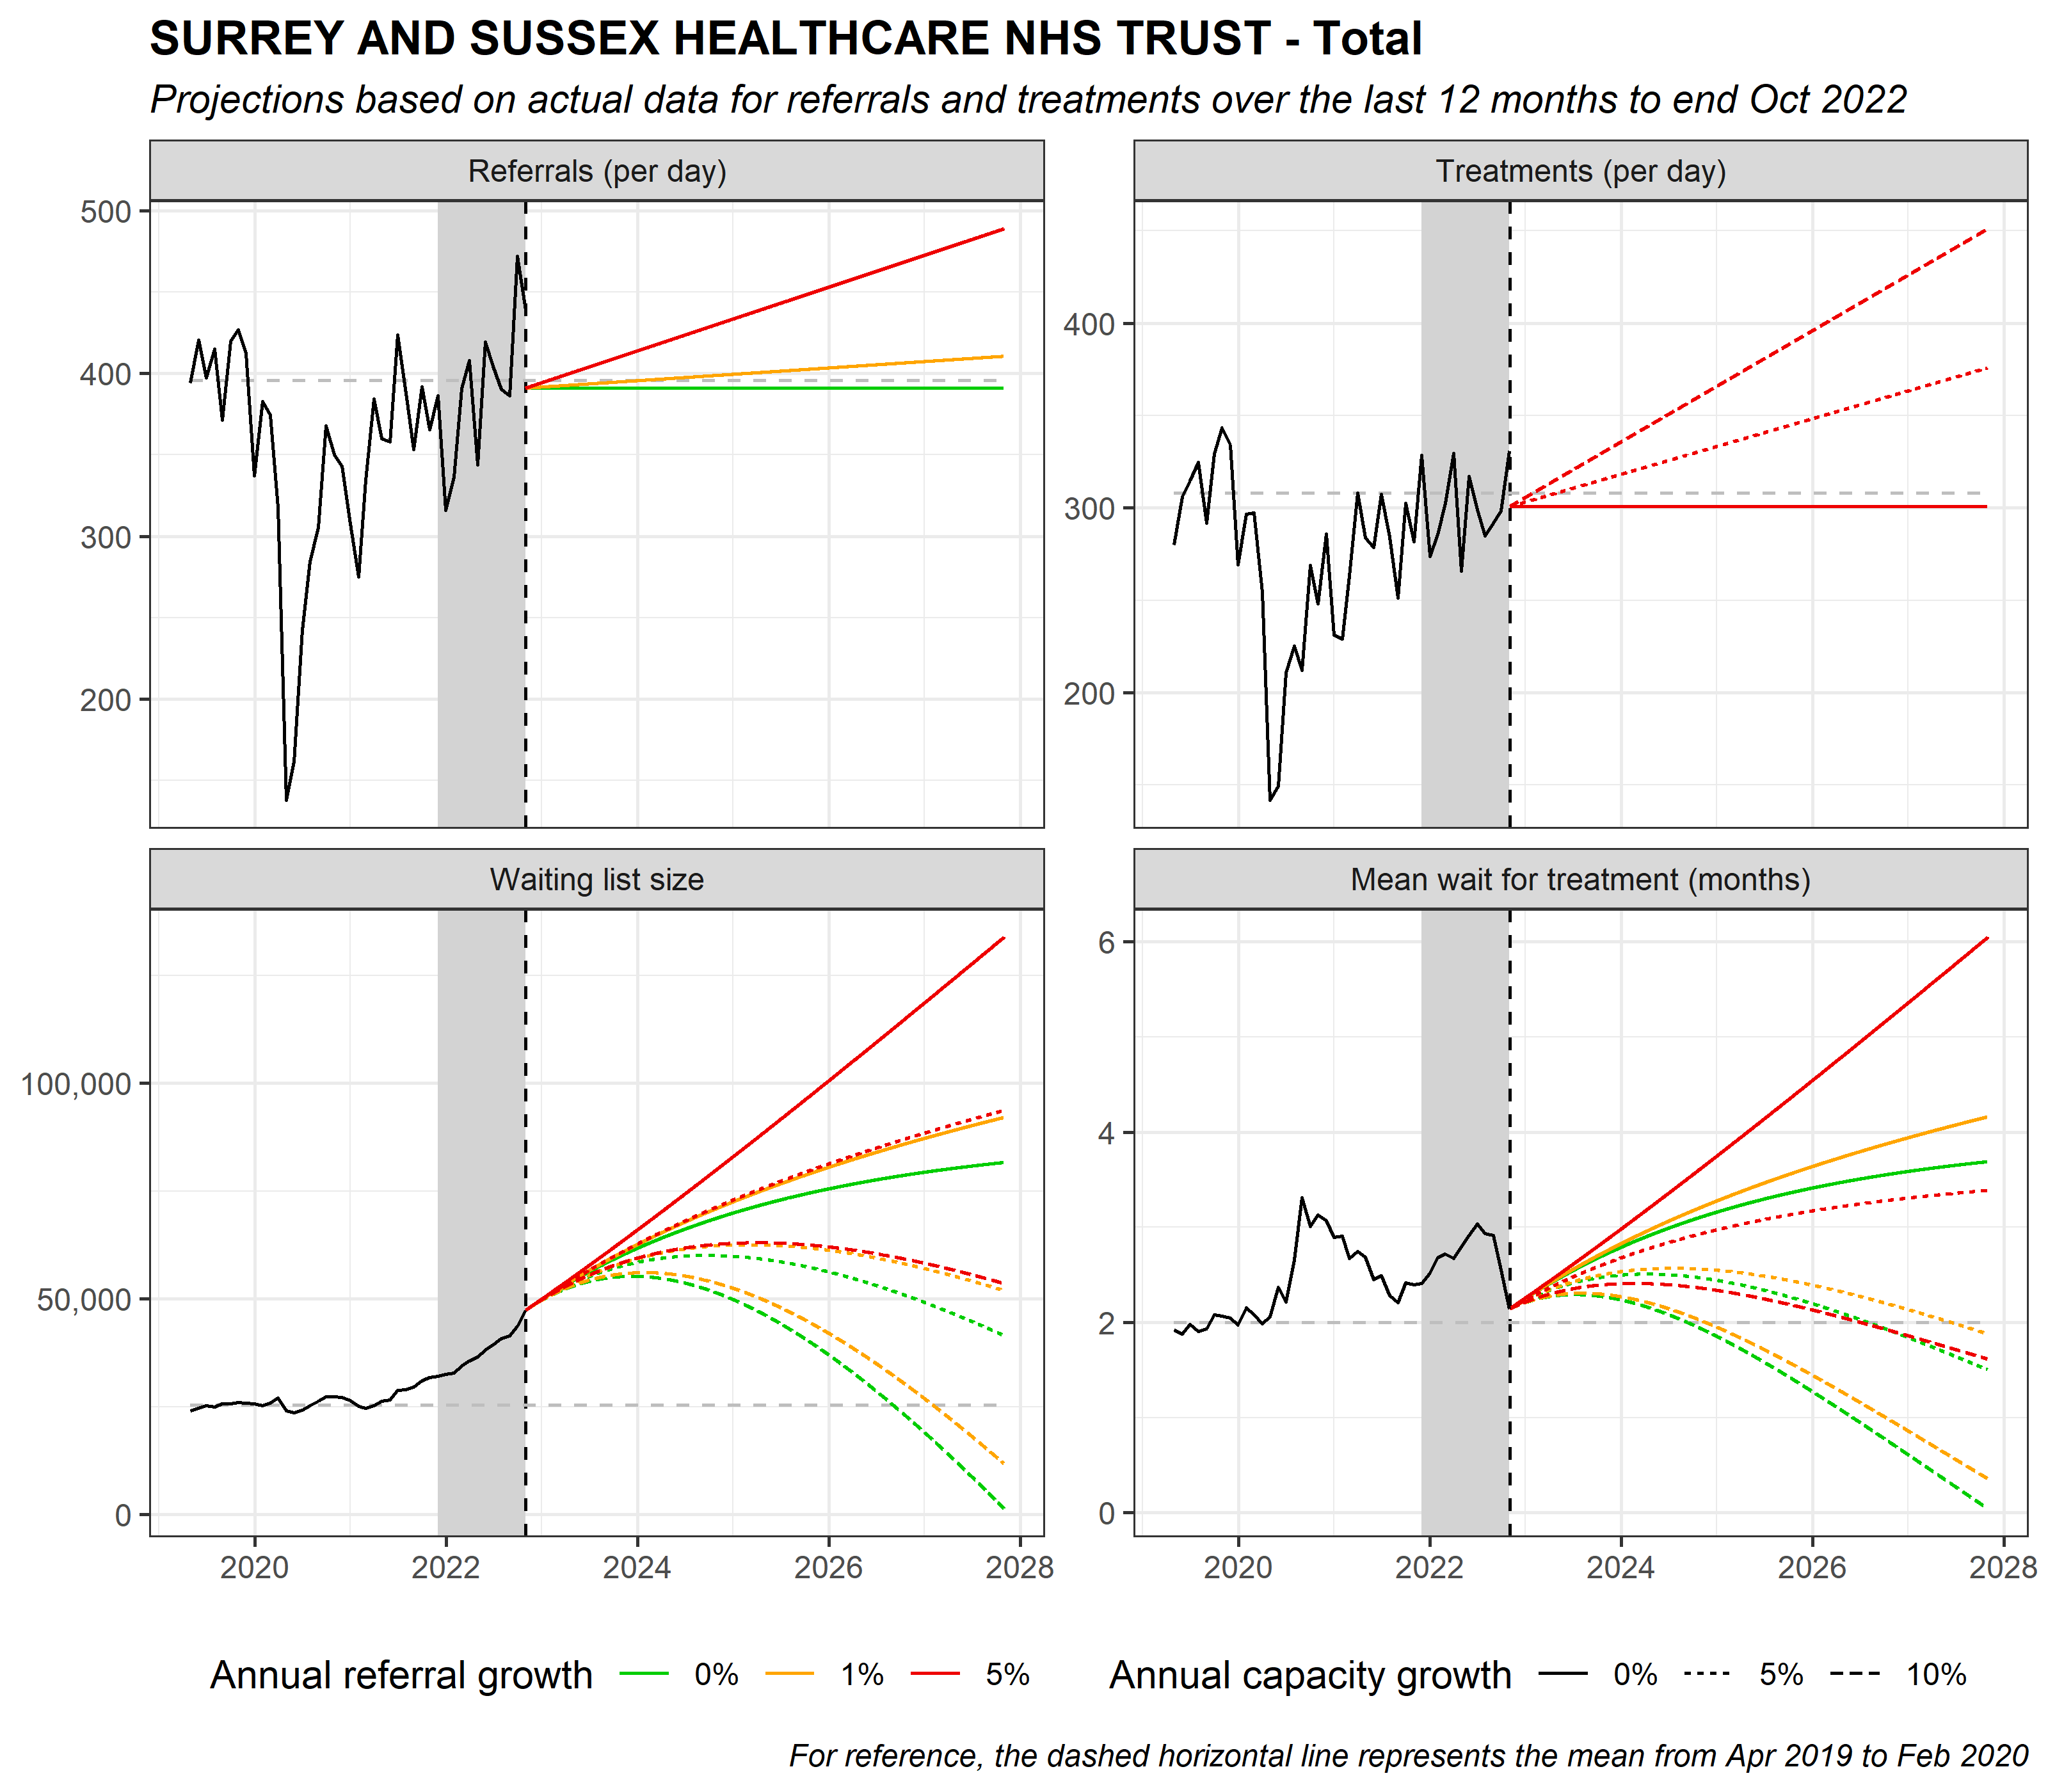 SURREY AND SUSSEX HEALTHCARE NHS TRUST - Total
Projections based on actual data for referrals and treatments over the last 12 months to end Oct 2022
Referrals (per day)
500
400
300
200
Treatments (per day)
400
300
200
Waiting list size
100,000
50,000
0
2020 2022 2024 2026 2028
Mean wait for treatment (months)
6
4
2
0
2020 2022 2024 2026 2028
Annual referral growth 0% 1% 5%
Annual capacity growth 0% 5% 10%
For reference, the dashed horizontal line represents the mean from Apr 2019 to Feb 2020